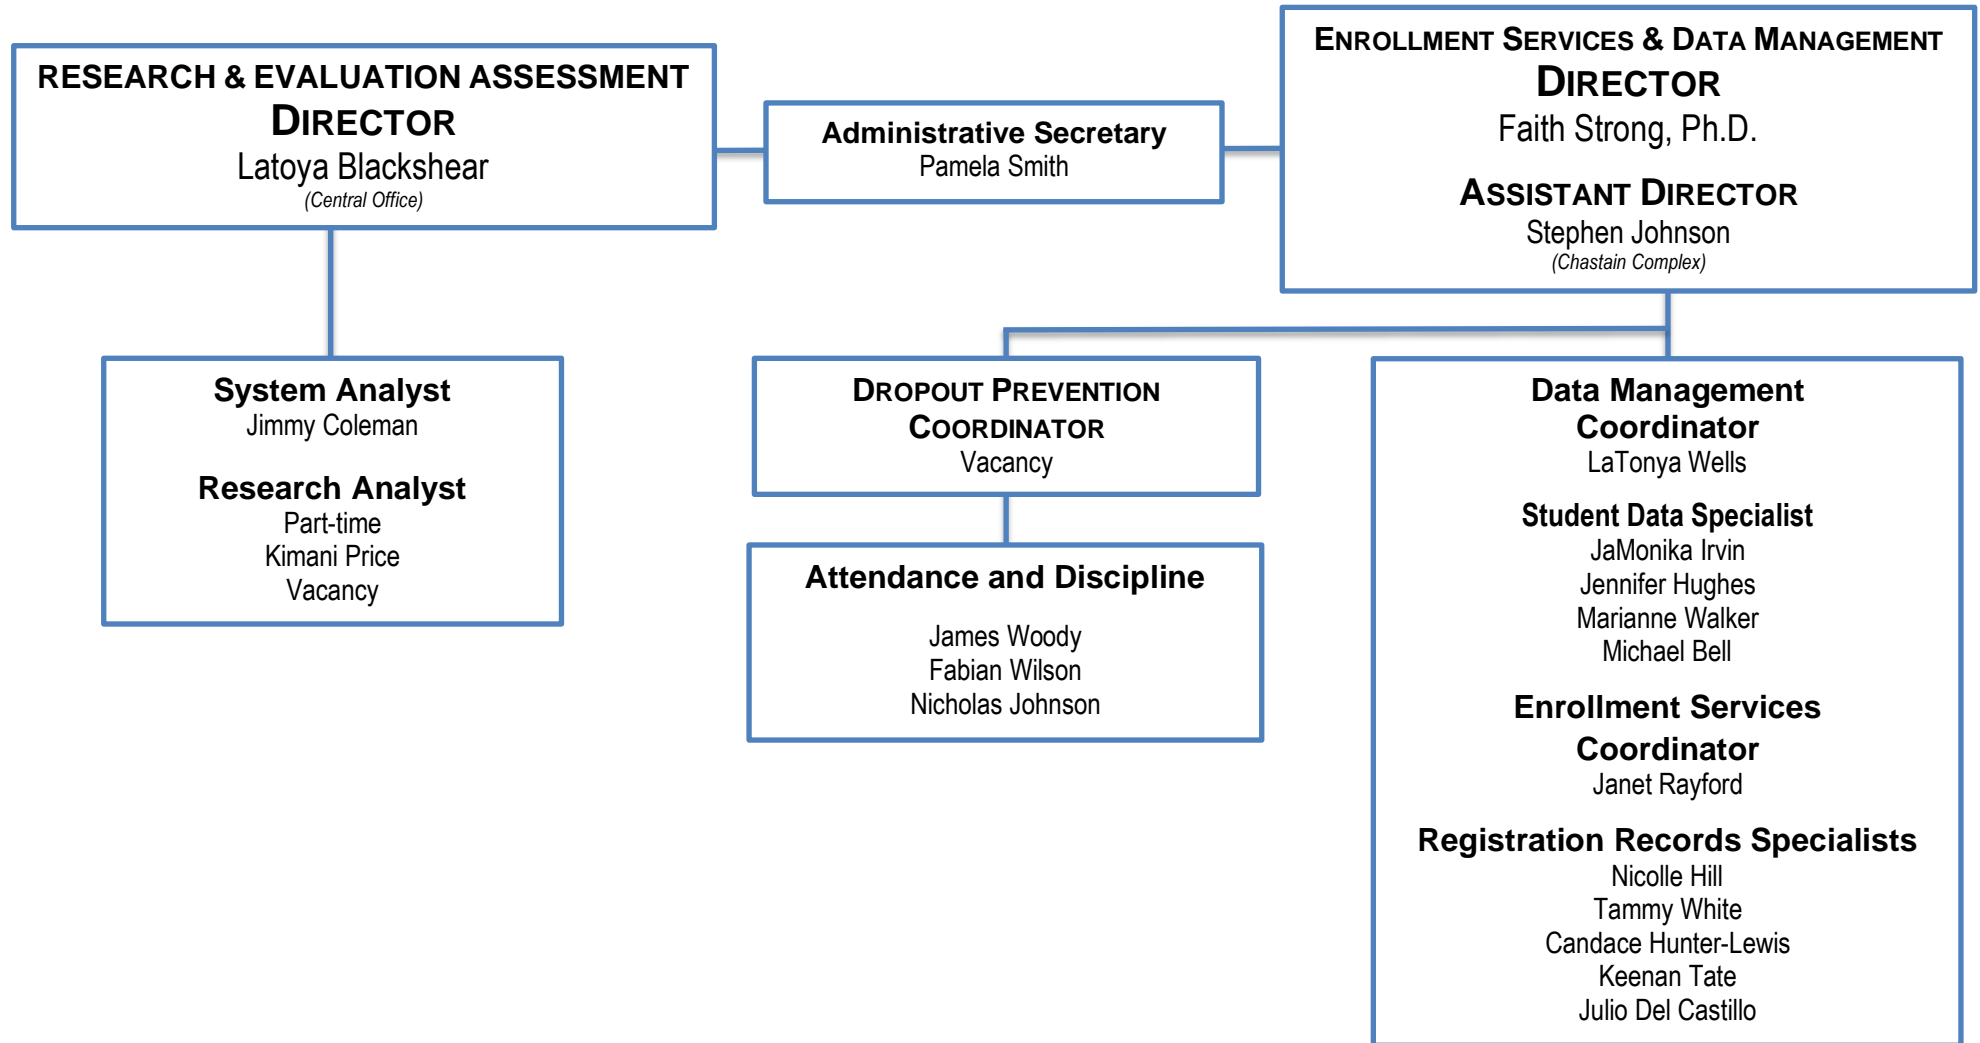 RESEARCH & EVALUATION ASSESSMENT
DIRECTOR
Latoya Blackshear
(Central Office)
Administrative Secretary
Pamela Smith
ENROLLMENT SERVICES & DATA MANAGEMENT
DIRECTOR
Faith Strong, Ph.D.
ASSISTANT DIRECTOR
Stephen Johnson
(Chastain Complex)
System Analyst
Jimmy Coleman
Research Analyst
Part-time
Kimani Price
Vacancy
DROPOUT PREVENTION
COORDINATOR
Vacancy
Attendance and Discipline
James Woody
Fabian Wilson
Nicholas Johnson
Data Management
Coordinator
LaTonya Wells
Student Data Specialist
JaMonika Irvin
Jennifer Hughes
Marianne Walker
Michael Bell
Enrollment Services
Coordinator
Janet Rayford
Registration Records Specialists
Nicolle Hill
Tammy White
Candace Hunter-Lewis
Keenan Tate
Julio Del Castillo